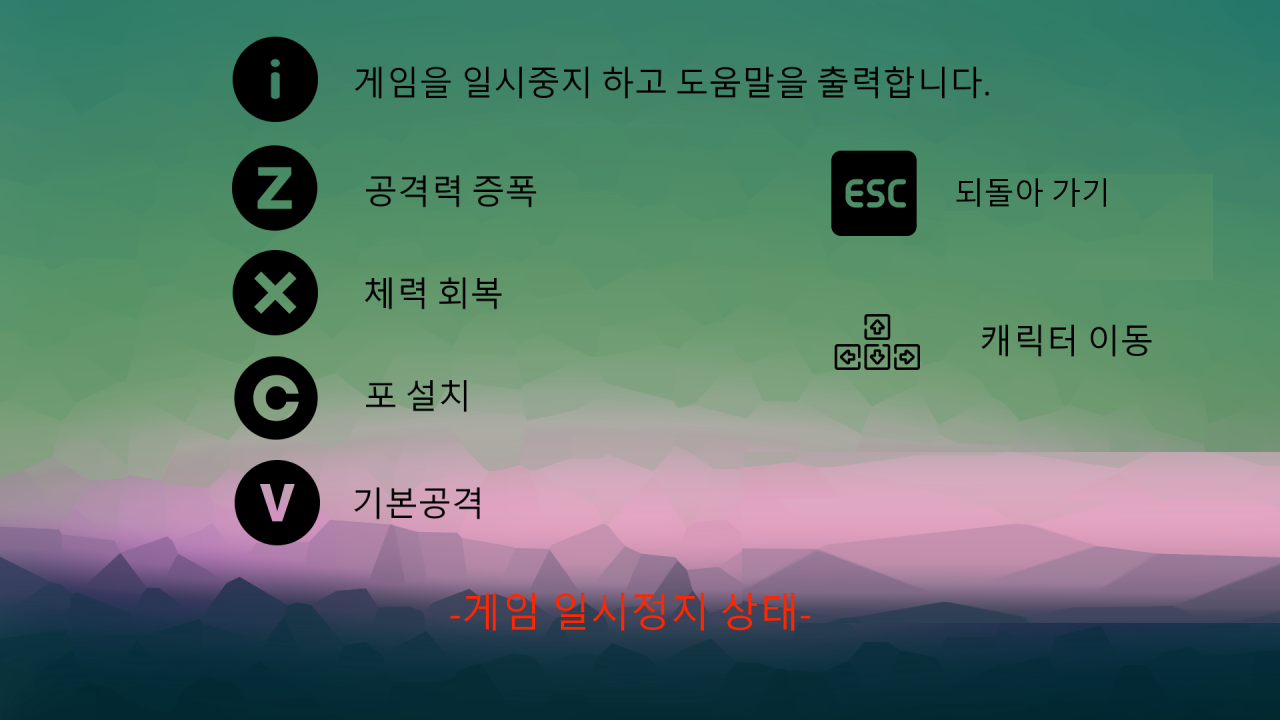 i 게임을 일시중지 하고 도움말을 출력합니다.
Z 공격력 증폭
ESC 되돌아 가기
X 체력 회복
캐릭터 이동
C 포 설치
V 기본공격
-게임 일시정지 상태-